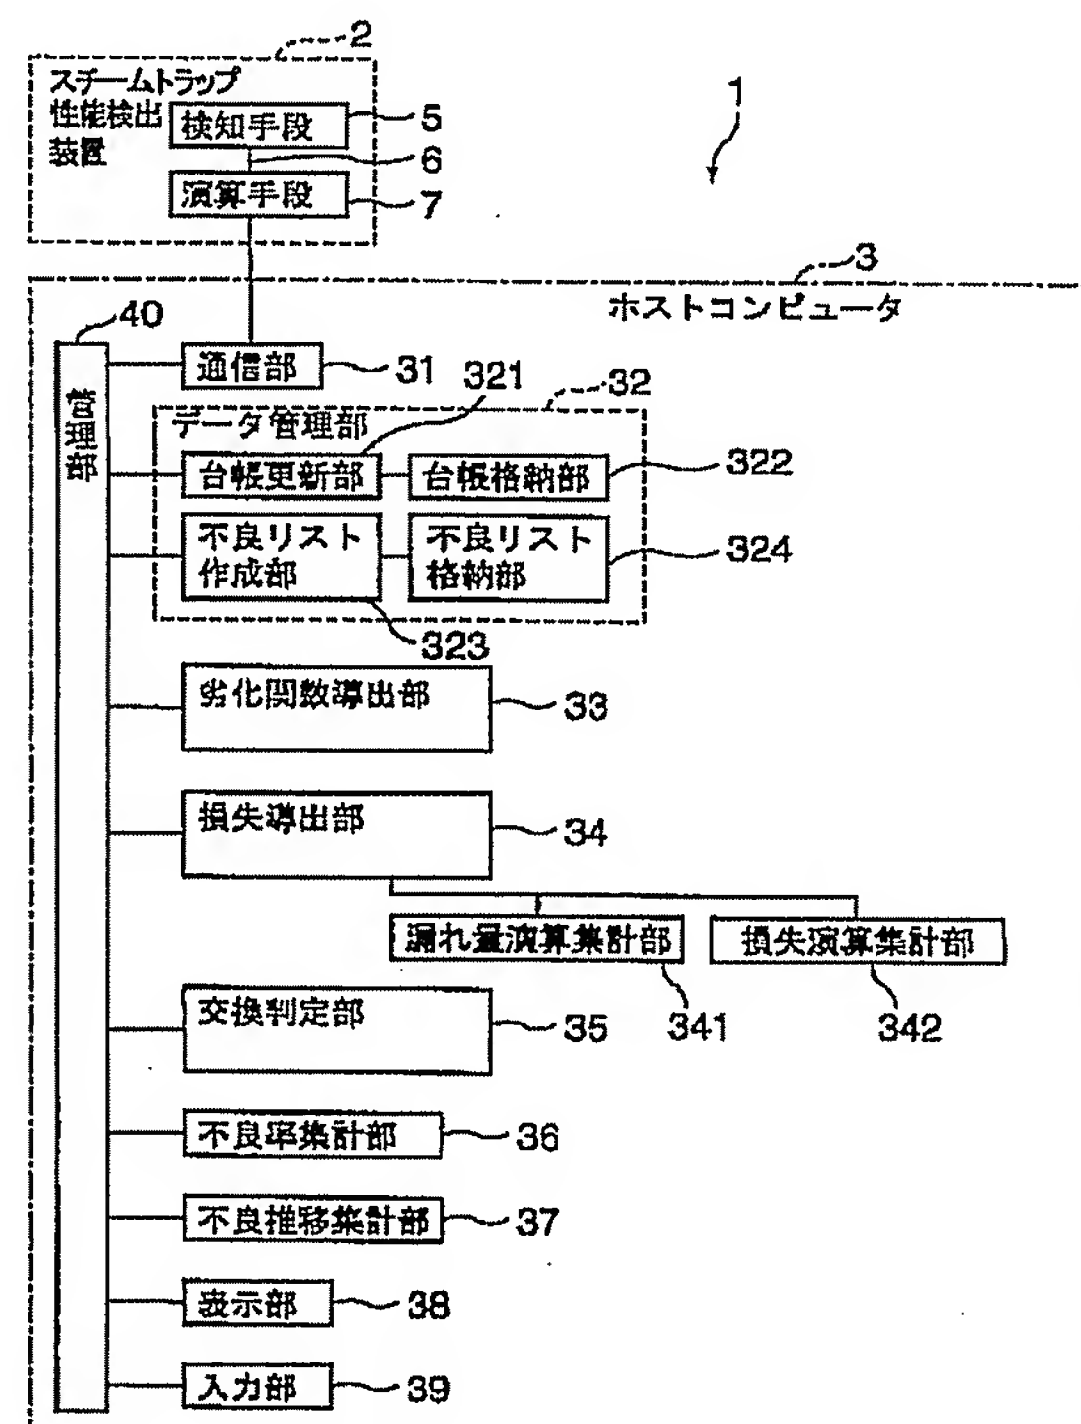 2
スチームトラップ
性能検出
装置
検知手段
5
6
演算手段
7
1
3
ホストコンピュータ
40
管理部
通信部
31
321
32
データ管理部
台帳更新部
台帳格納部
322
不良リスト
作成部
不良リスト
格納部
324
323
劣化関数導出部
33
損失導出部
34
漏れ量演算集計部
損失演算集計部
341
342
交換判定部
35
不良率集計部
36
不良推移集計部
37
表示部
38
入力部
39